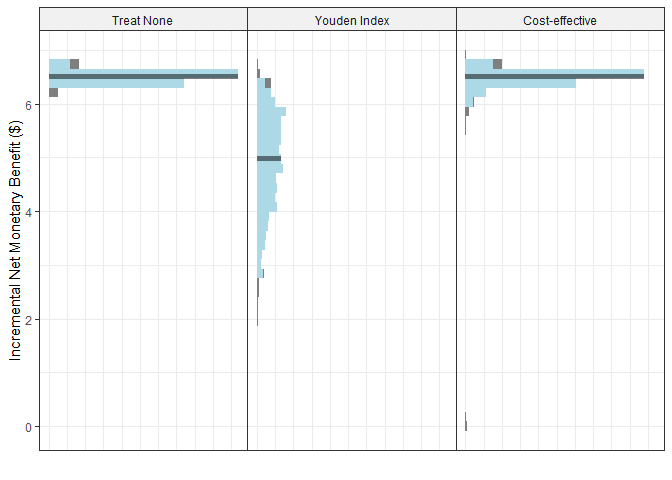 Treat None
Youden Index
Cost-effective
Incremental Net Monetary Benefit ($)
6
4
2
0